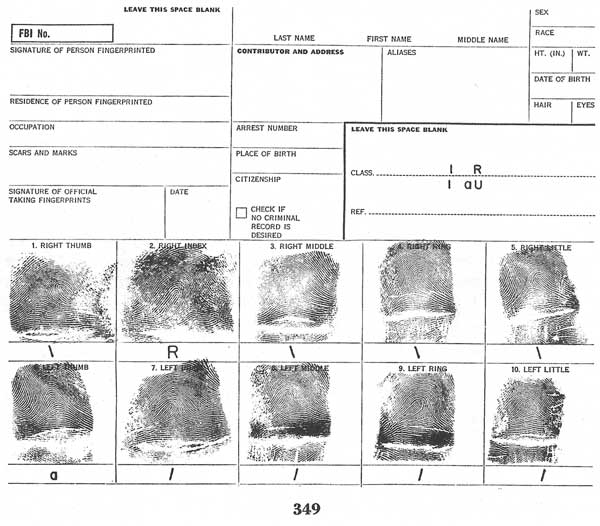 LEAVE THIS SPACE BLANK
FBI No.
LAST NAME FIRST NAME MIDDLE NAME
SEX
RACE
SIGNATURE OF PERSON FINGERPRINTED
CONTRIBUTOR AND ADDRESS
ALIASES
HT. (IN.) WT.
DATE OF BIRTH
RESIDENCE OF PERSON FINGERPRINTED
HAIR EYES
OCCUPATION
ARREST NUMBER
LEAVE THIS SPACE BLANK
SCARS AND MARKS
PLACE OF BIRTH
CLASS. I R
I aU
CITIZENSHIP
SIGNATURE OF OFFICIAL
TAKING FINGERPRINTS
DATE
CHECK IF
NO CRIMINAL
RECORD IS
DESIRED
REF.
1. RIGHT THUMB 2. RIGHT INDEX 3. RIGHT MIDDLE 4. RIGHT RING 5. RIGHT LITTLE
\ R \ \ \
6. LEFT THUMB 7. LEFT INDEX 8. LEFT MIDDLE 9. LEFT RING 10. LEFT LITTLE
a / / / /
349